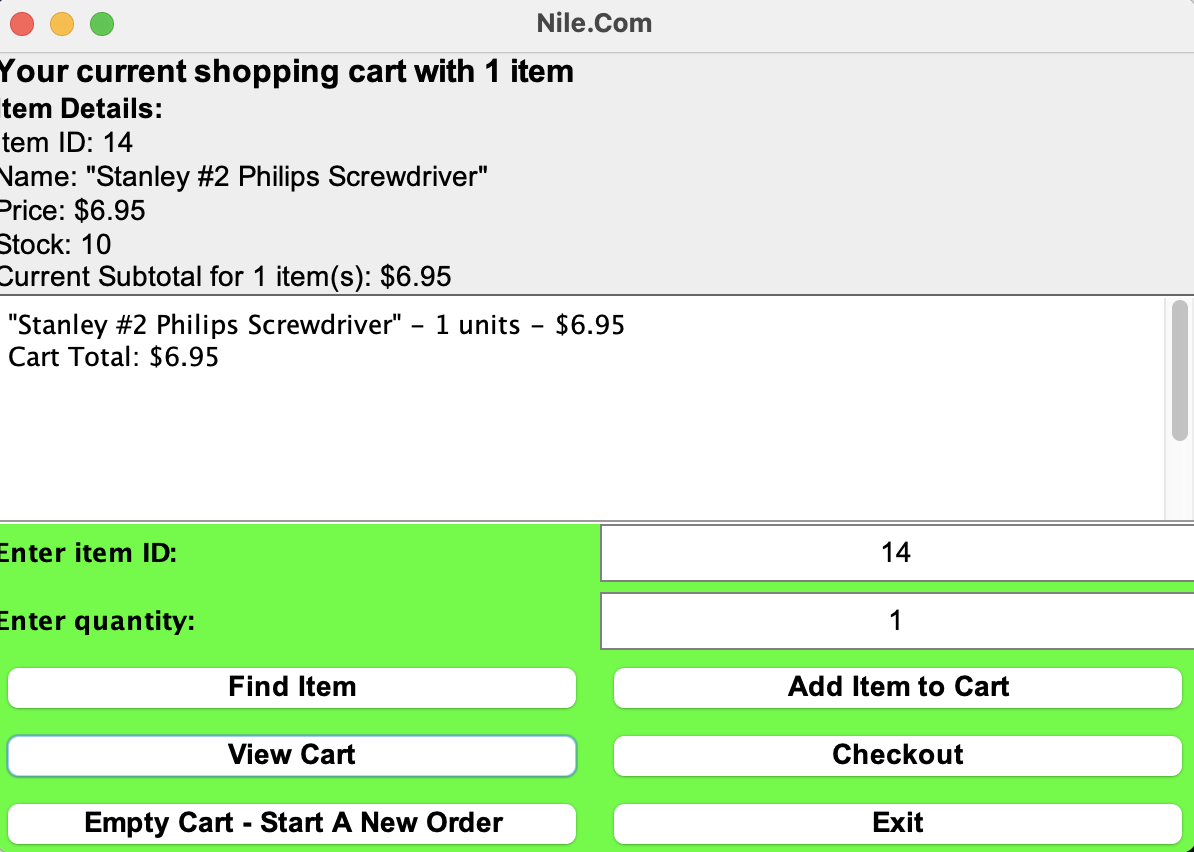 Nile.Com
Your current shopping cart with 1 item
Item Details:
Item ID: 14
Name: "Stanley #2 Philips Screwdriver"
Price: $6.95
Stock: 10
Current Subtotal for 1 item(s): $6.95
"Stanley #2 Philips Screwdriver" - 1 units - $6.95
Cart Total: $6.95
Enter item ID: 14
Enter quantity: 1
Find Item Add Item to Cart
View Cart Checkout
Empty Cart - Start A New Order Exit